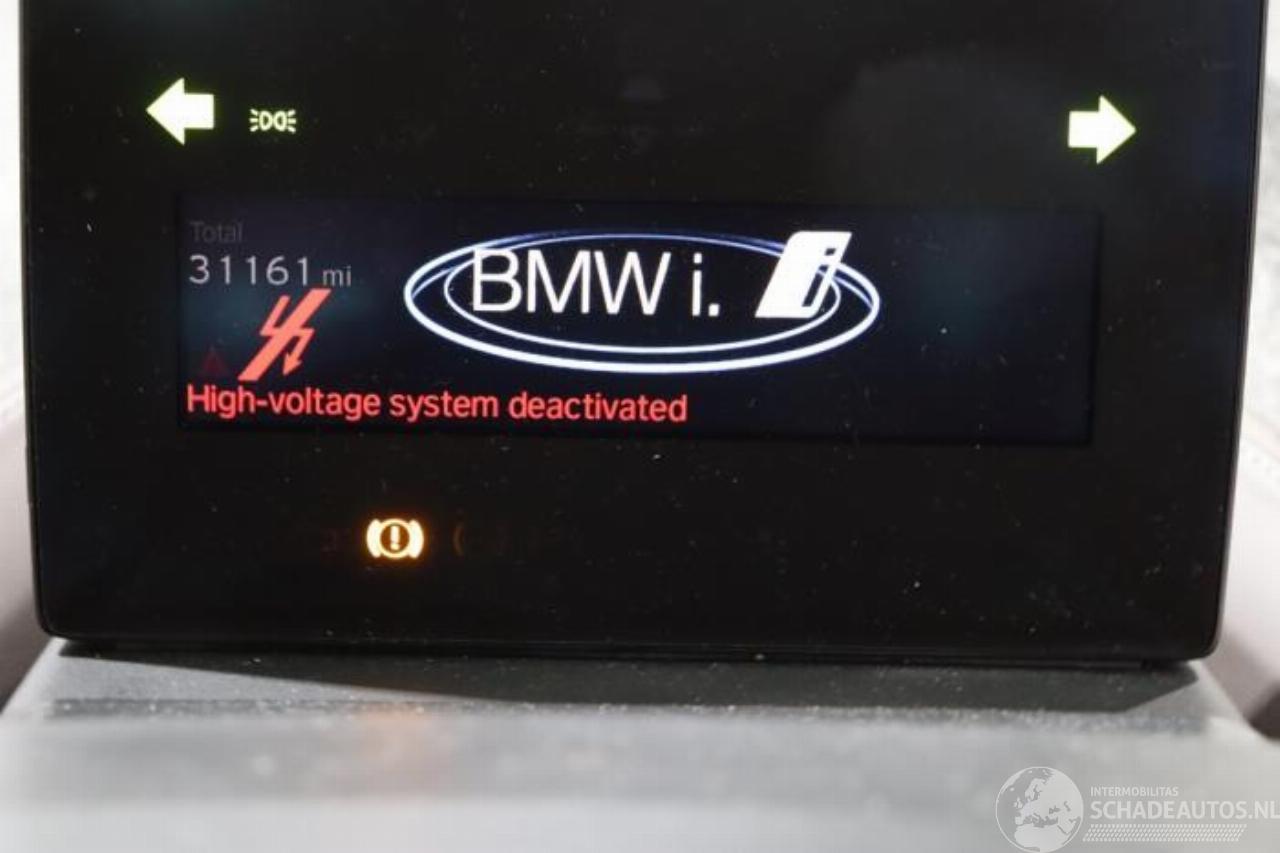 Total
31161 mi
BMW i. i
High-voltage system deactivated
INTERMOBILITAS
SCHADEAUTOS.NL